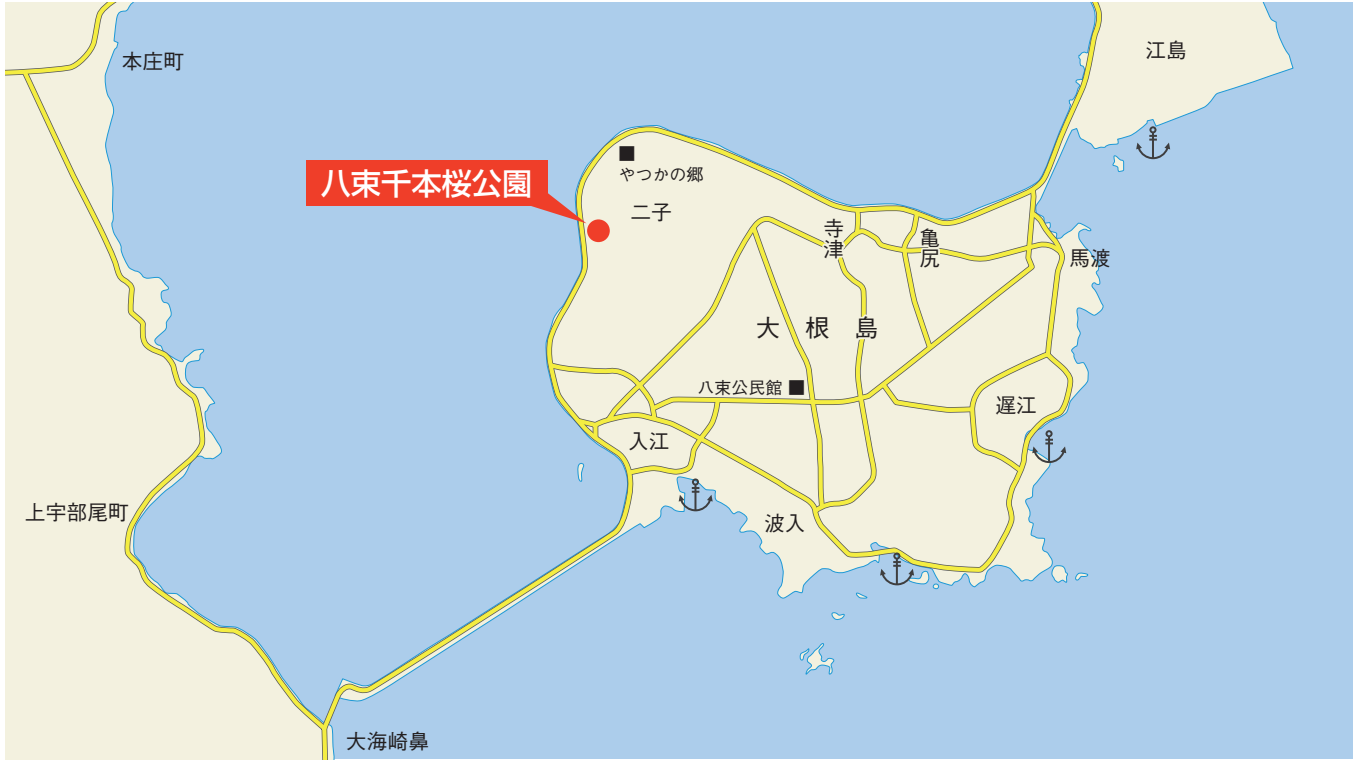 本庄町
江島
やつかの郷
八束千本桜公園
二子
寺津
亀尻
馬渡
大根島
八束公民館
遅江
入江
上宇部尾町
波入
大海崎鼻